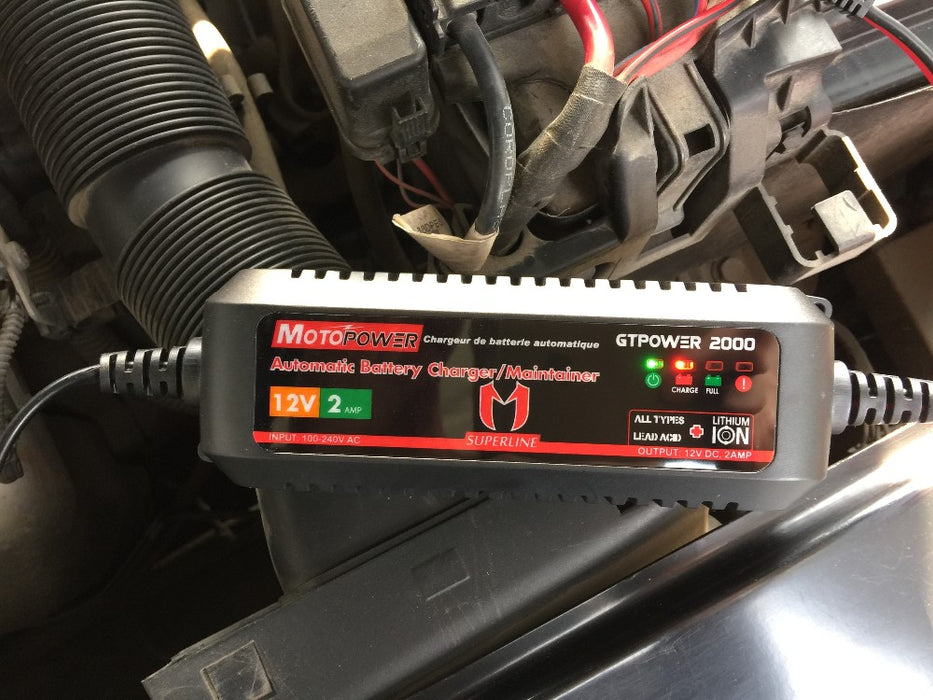 MOTOPOWER Chargeur de batterie automatique
GTPOWER 2000
Automatic Battery Charger/Maintainer
12V 2 AMP
CHARGE FULL
SUPERLINE
ALL TYPES
LEAD ACID
LITHIUM
ION
INPUT: 100-240V AC
OUTPUT: 12V DC, 2AMP